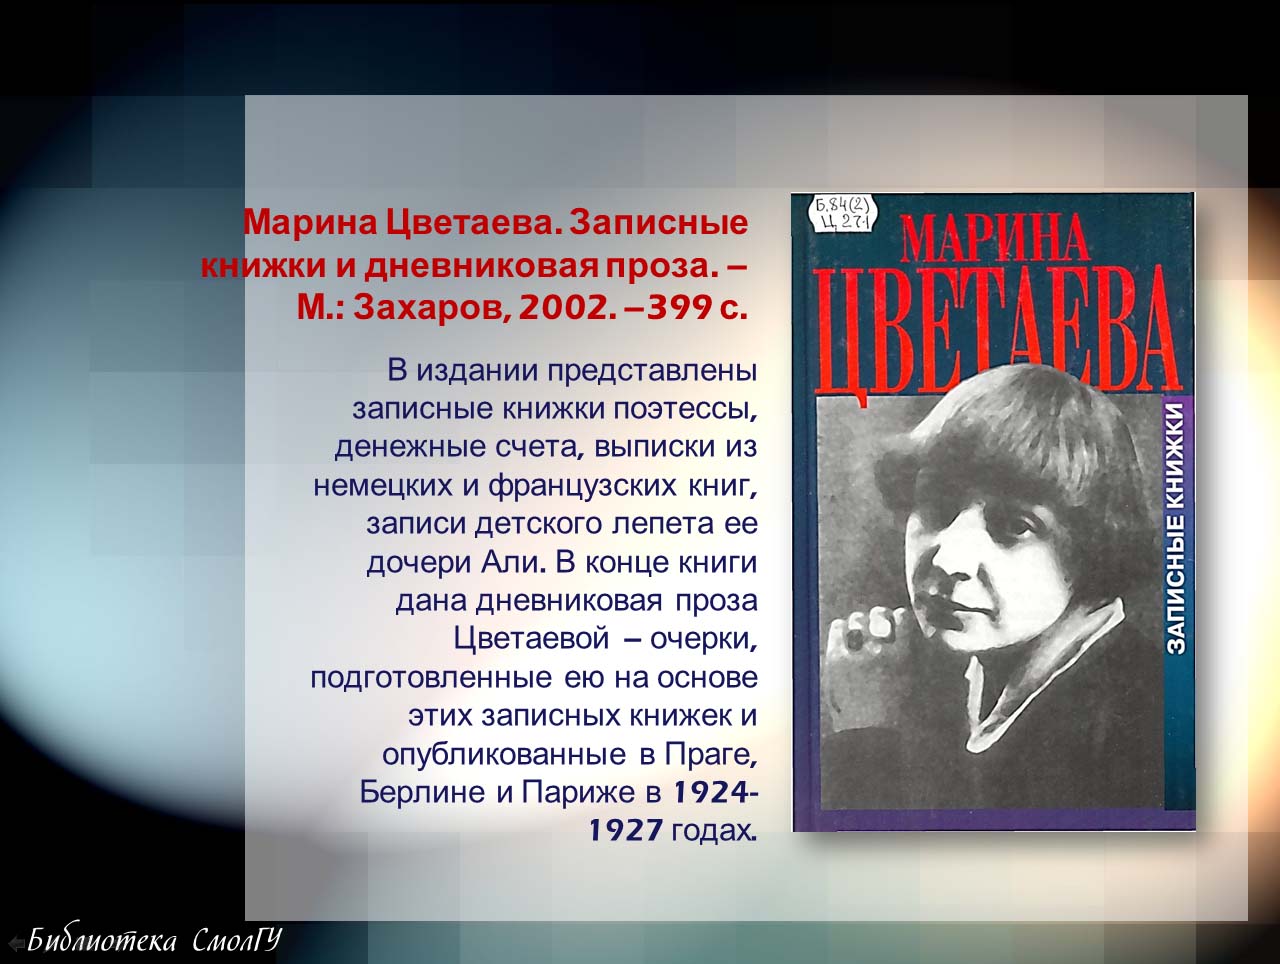 Марина Цветаева. Записные
книжки и дневниковая проза. –
М.: Захаров, 2002. – 399 с.
В издании представлены
записные книжки поэтессы,
денежные счета, выписки из
немецких и французских книг,
записи детского лепета ее
дочери Али. В конце книги
дана дневниковая проза
Цветаевой – очерки,
подготовленные ею на основе
этих записных книжек и
опубликованные в Праге,
Берлине и Париже в 1924-
1927 годах.
Б.84(2)
Ц 271
МАРИНА
ЦВЕТАЕВА
ЗАПИСНЫЕ КНИЖКИ
Библиотека СмолГУ